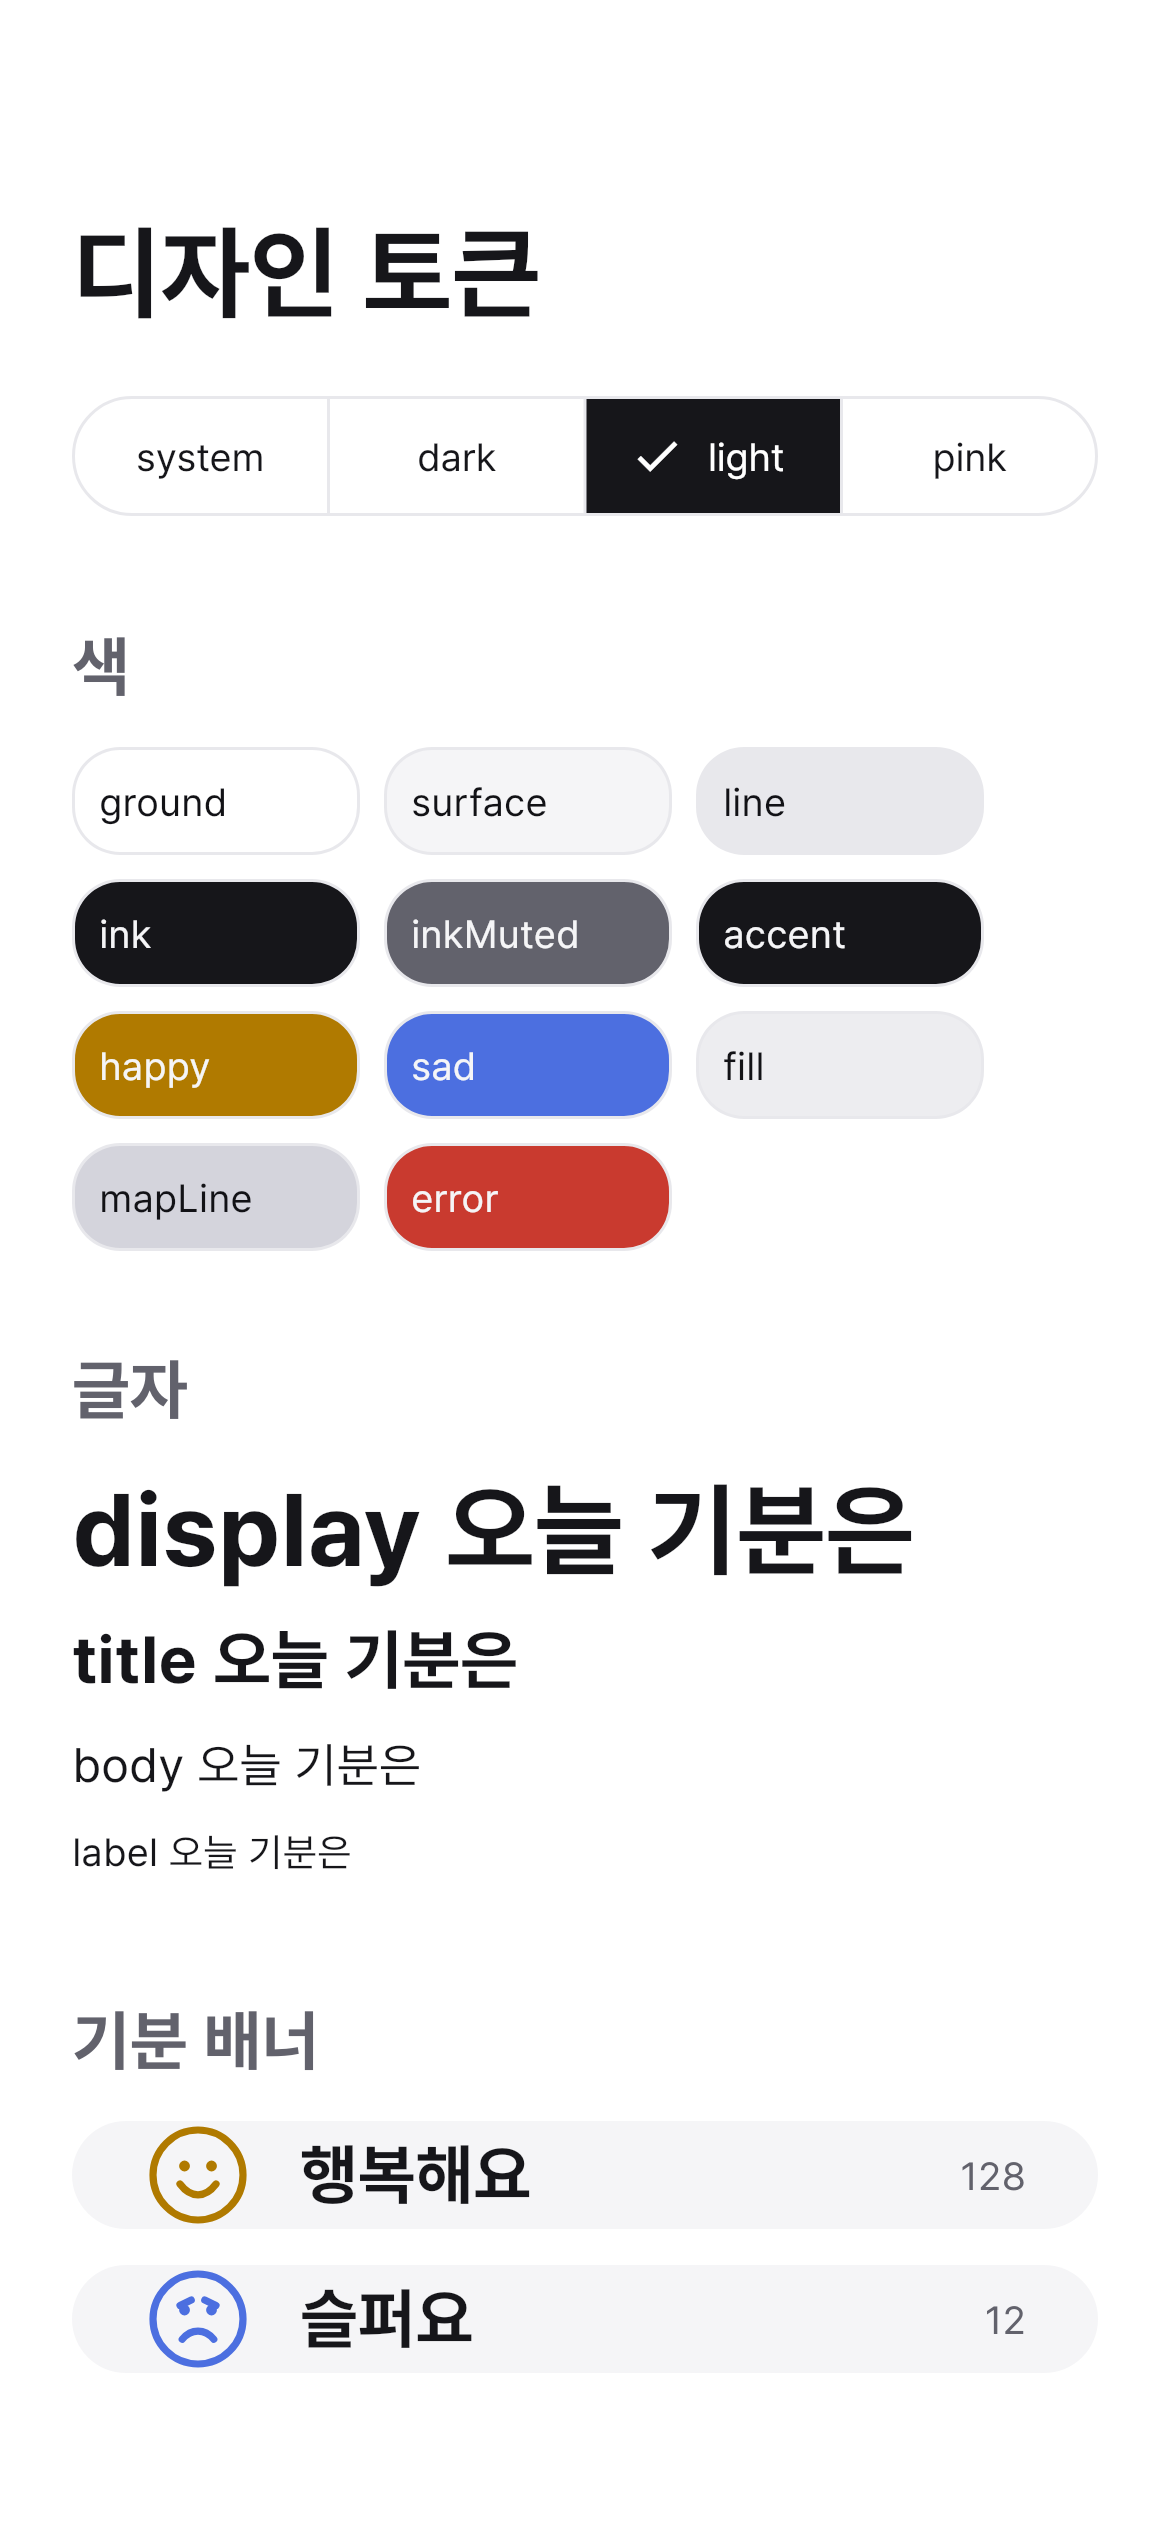 디자인 토큰
system dark light pink
색
ground surface line
ink inkMuted accent
happy sad fill
mapLine error
글자
display 오늘 기분은
title 오늘 기분은
body 오늘 기분은
label 오늘 기분은
기분 배너
행복해요 128
슬퍼요 12